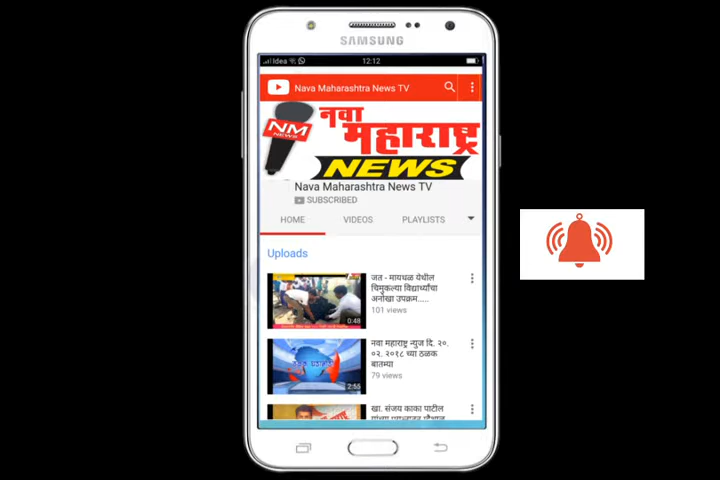 SAMSUNG
Idea
12:12
Nava Maharashtra News TV
NM
NEWS
नवा
महाराष्ट्र
NEWS
Nava Maharashtra News TV
SUBSCRIBED
HOME VIDEOS PLAYLISTS
Uploads
जत - मायथळ येथील
चिमुकल्या विद्यार्थ्यांचा
अनोखा उपक्रम.....
101 views
0:48
नवा महाराष्ट्र न्युज दि. २०.
०२. २०१८ च्या ठळक
बातम्या
79 views
2:55
खा. संजय काका पाटील